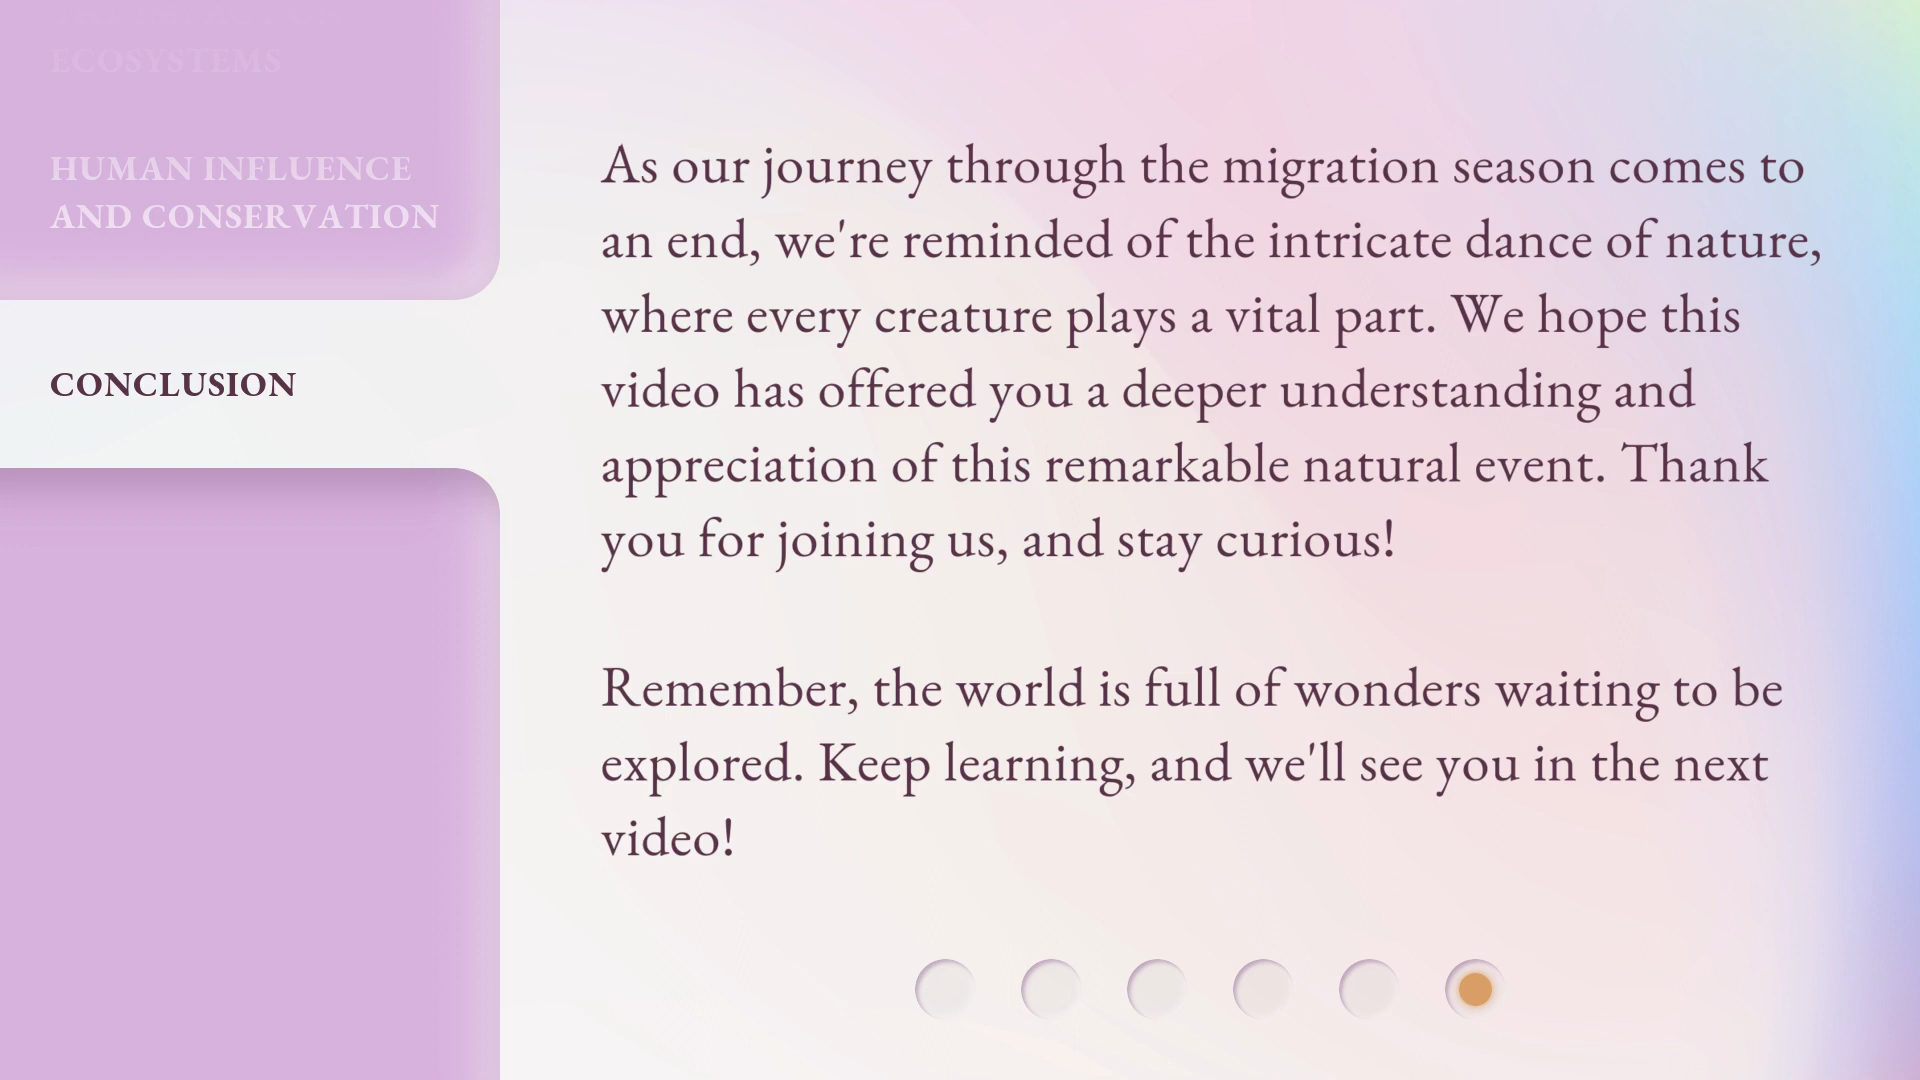 ECOSYSTEMS
HUMAN INFLUENCE
AND CONSERVATION
CONCLUSION
As our journey through the migration season comes to
an end, we're reminded of the intricate dance of nature,
where every creature plays a vital part. We hope this
video has offered you a deeper understanding and
appreciation of this remarkable natural event. Thank
you for joining us, and stay curious!
Remember, the world is full of wonders waiting to be
explored. Keep learning, and we'll see you in the next
video!